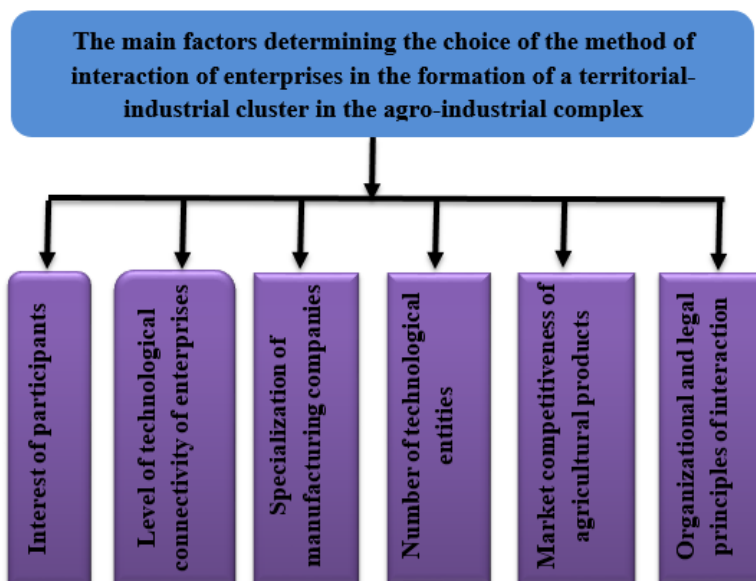 The main factors determining the choice of the method of
interaction of enterprises in the formation of a territorial-
industrial cluster in the agro-industrial complex
Interest of participants
Level of technological
connectivity of enterprises
Specialization of
manufacturing companies
Number of technological
entities
Market competitiveness of
agricultural products
Organizational and legal
principles of interaction